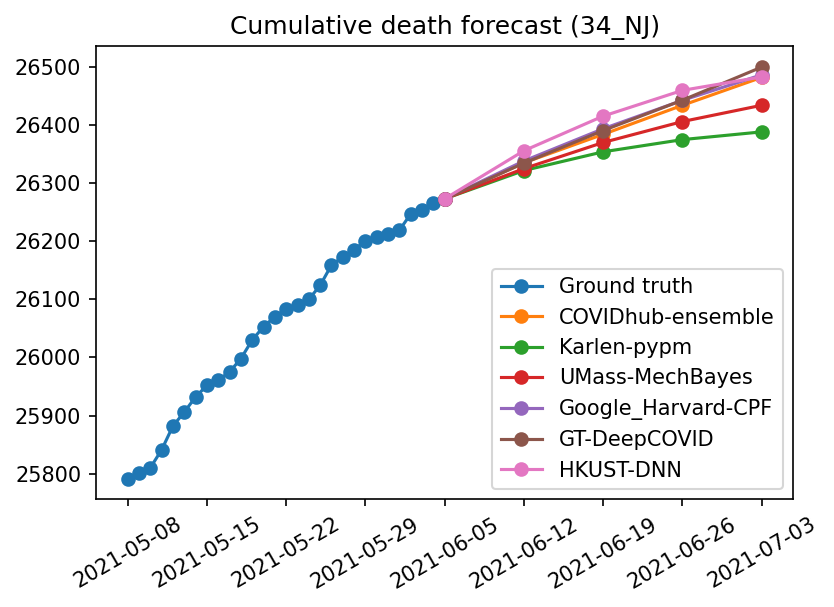 Cumulative death forecast (34_NJ)
26500
26400
26300
26200
26100
26000
25900
25800
Ground truth
COVIDhub-ensemble
Karlen-pypm
UMass-MechBayes
Google_Harvard-CPF
GT-DeepCOVID
HKUST-DNN
2021-05-08
2021-05-15
2021-05-22
2021-05-29
2021-06-05
2021-06-12
2021-06-19
2021-06-26
2021-07-03